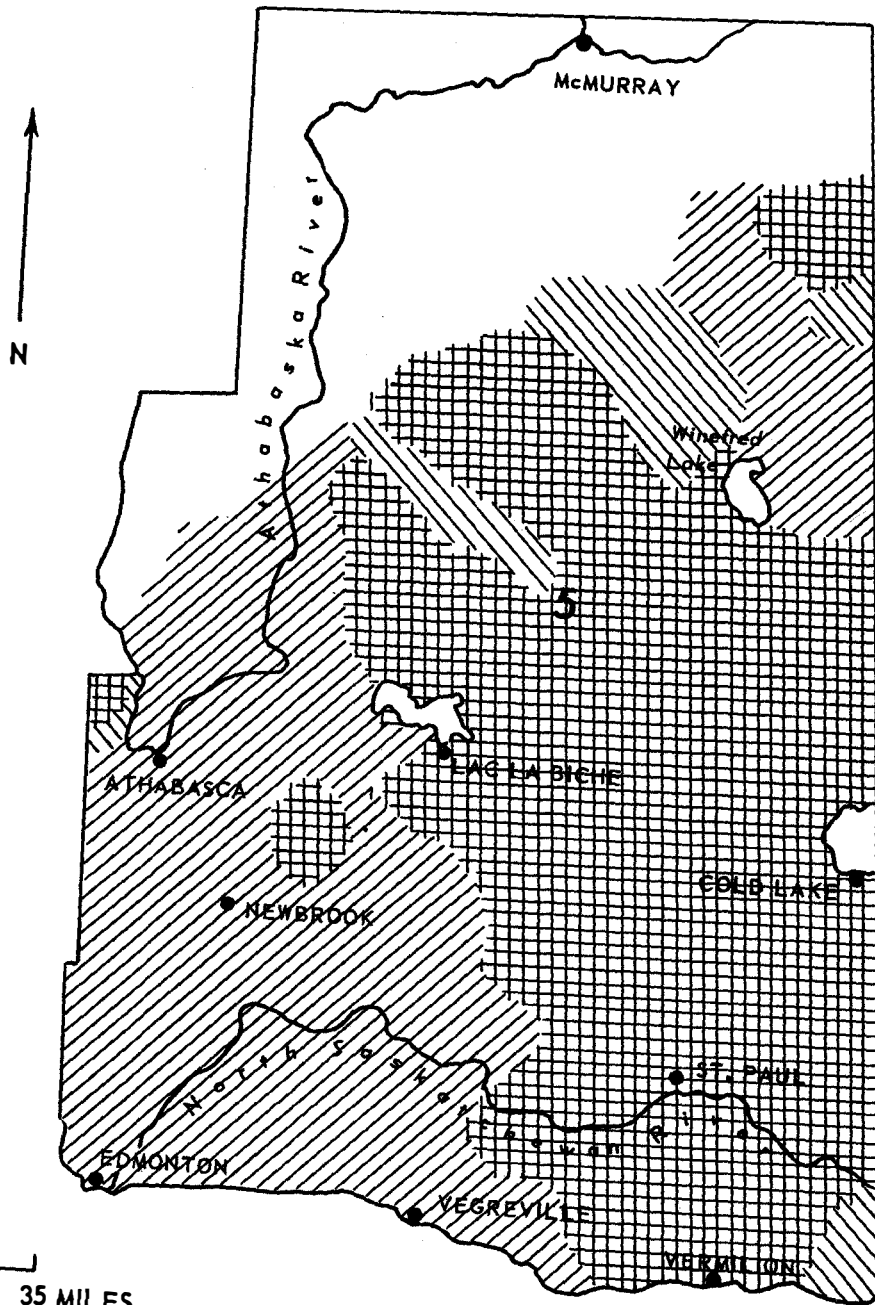 McMURRAY
Athabaska River
N
Winefred
Lake
5
LAC LA BICHE
ATHABASCA
COLD LAKE
NEWBROOK
ST. PAUL
North Saskatchewan River
EDMONTON
VEGREVILLE
VERMILION
35 MILES